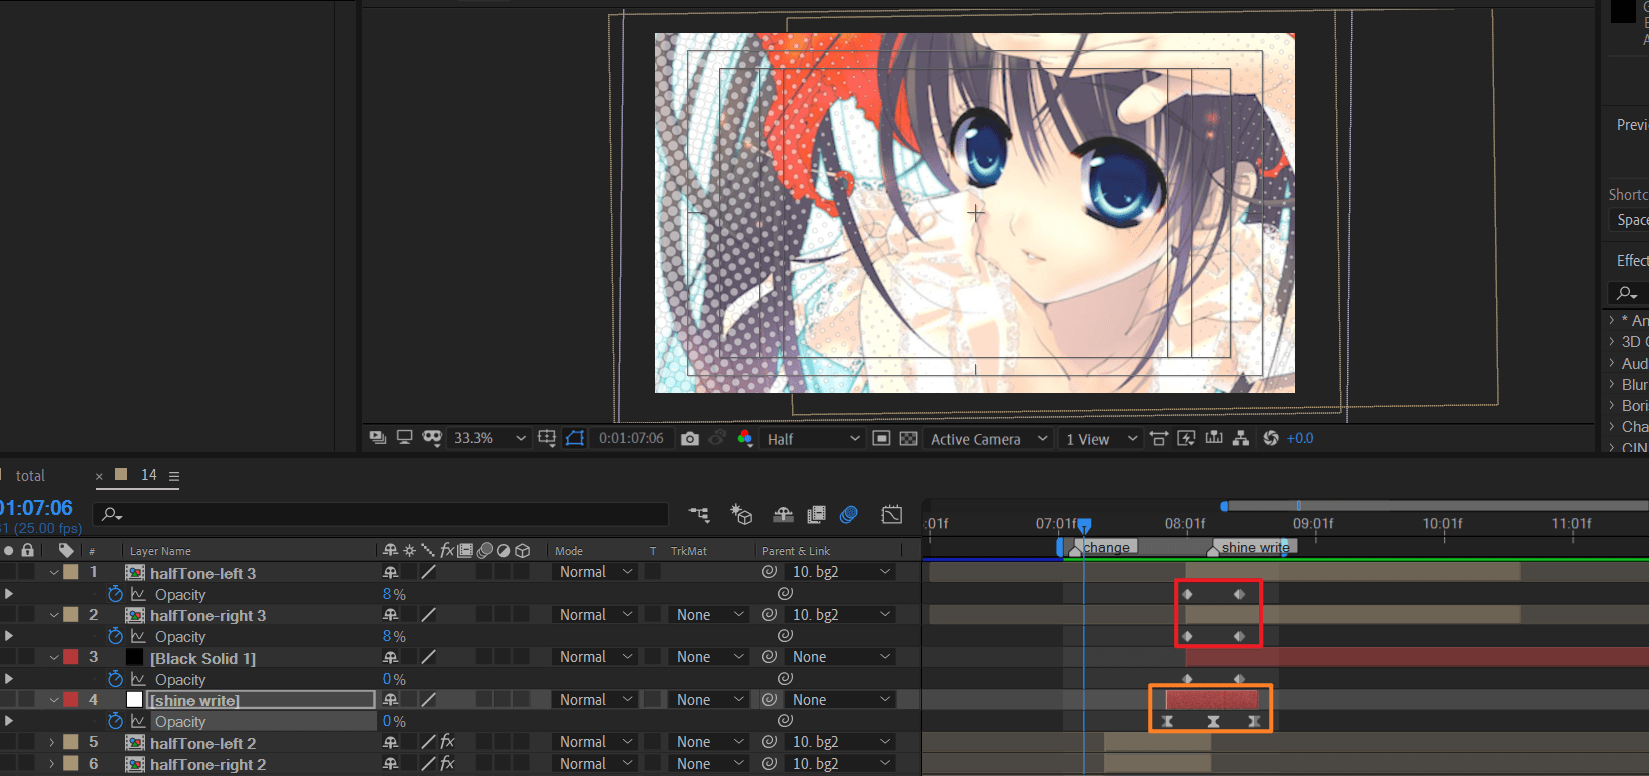 Previ
Shortc
Space
Effect
* An
3D C
Aud
Blur
Bori
Cha
CIN
33.3%
0:01:07:06
Half
Active Camera
1 View
+0.0
total
× 14
01:07:06
(25.00 fps)
:01f 07:01f 08:01f 09:01f 10:01f 11:01f
# Layer Name Mode T TrkMat Parent & Link
change shine write
1 halfTone-left 3 Normal 10. bg2
Opacity 8%
2 halfTone-right 3 Normal None 10. bg2
Opacity 8%
3 [Black Solid 1] Normal None None
Opacity 0%
4 [shine write] Normal None None
Opacity 0%
5 halfTone-left 2 fx Normal None 10. bg2
6 halfTone-right 2 fx Normal None 10. bg2